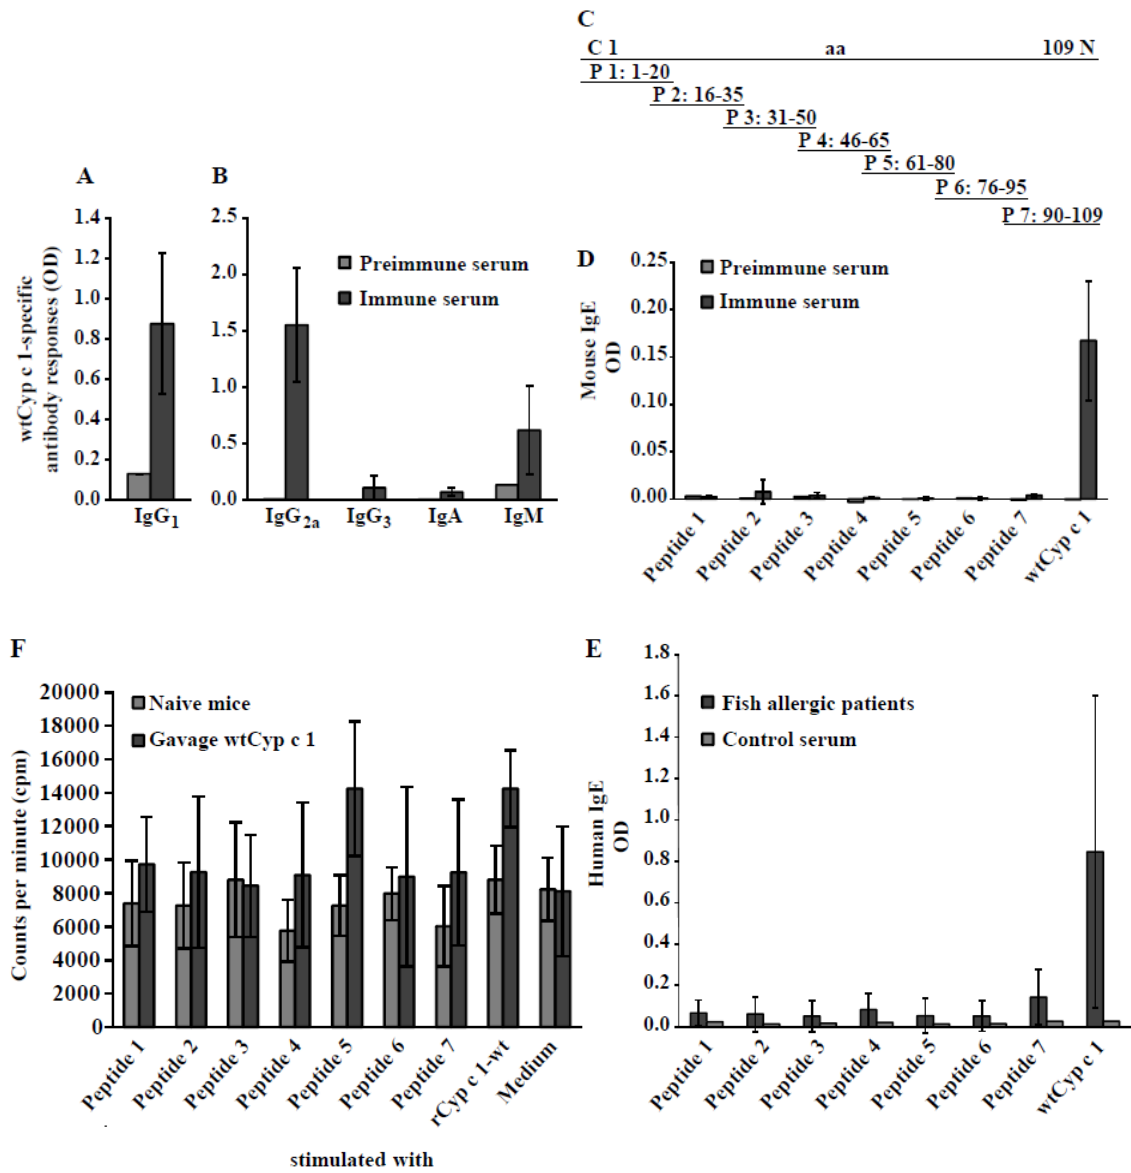 C
C 1 aa 109 N
P 1: 1-20
P 2: 16-35
P 3: 31-50
P 4: 46-65
P 5: 61-80
P 6: 76-95
P 7: 90-109
A
wtCyp c 1-specific
antibody responses (OD)
1.4
1.2
1.0
0.8
0.6
0.4
0.2
0.0
IgG1
B
2.5
2.0
1.5
1.0
0.5
0.0
Preimmune serum
Immune serum
IgG2a IgG3 IgA IgM
D
Mouse IgE
OD
0.25
0.20
0.15
0.10
0.05
0.00
Preimmune serum
Immune serum
Peptide 1
Peptide 2
Peptide 3
Peptide 4
Peptide 5
Peptide 6
Peptide 7
wtCyp c 1
F
Counts per minute (cpm)
20000
18000
16000
14000
12000
10000
8000
6000
4000
2000
0
Naive mice
Gavage wtCyp c 1
Peptide 1
Peptide 2
Peptide 3
Peptide 4
Peptide 5
Peptide 6
Peptide 7
rCyp c 1-wt
Medium
stimulated with
E
Human IgE
OD
1.8
1.6
1.4
1.2
1.0
0.8
0.6
0.4
0.2
0.0
Fish allergic patients
Control serum
Peptide 1
Peptide 2
Peptide 3
Peptide 4
Peptide 5
Peptide 6
Peptide 7
wtCyp c 1